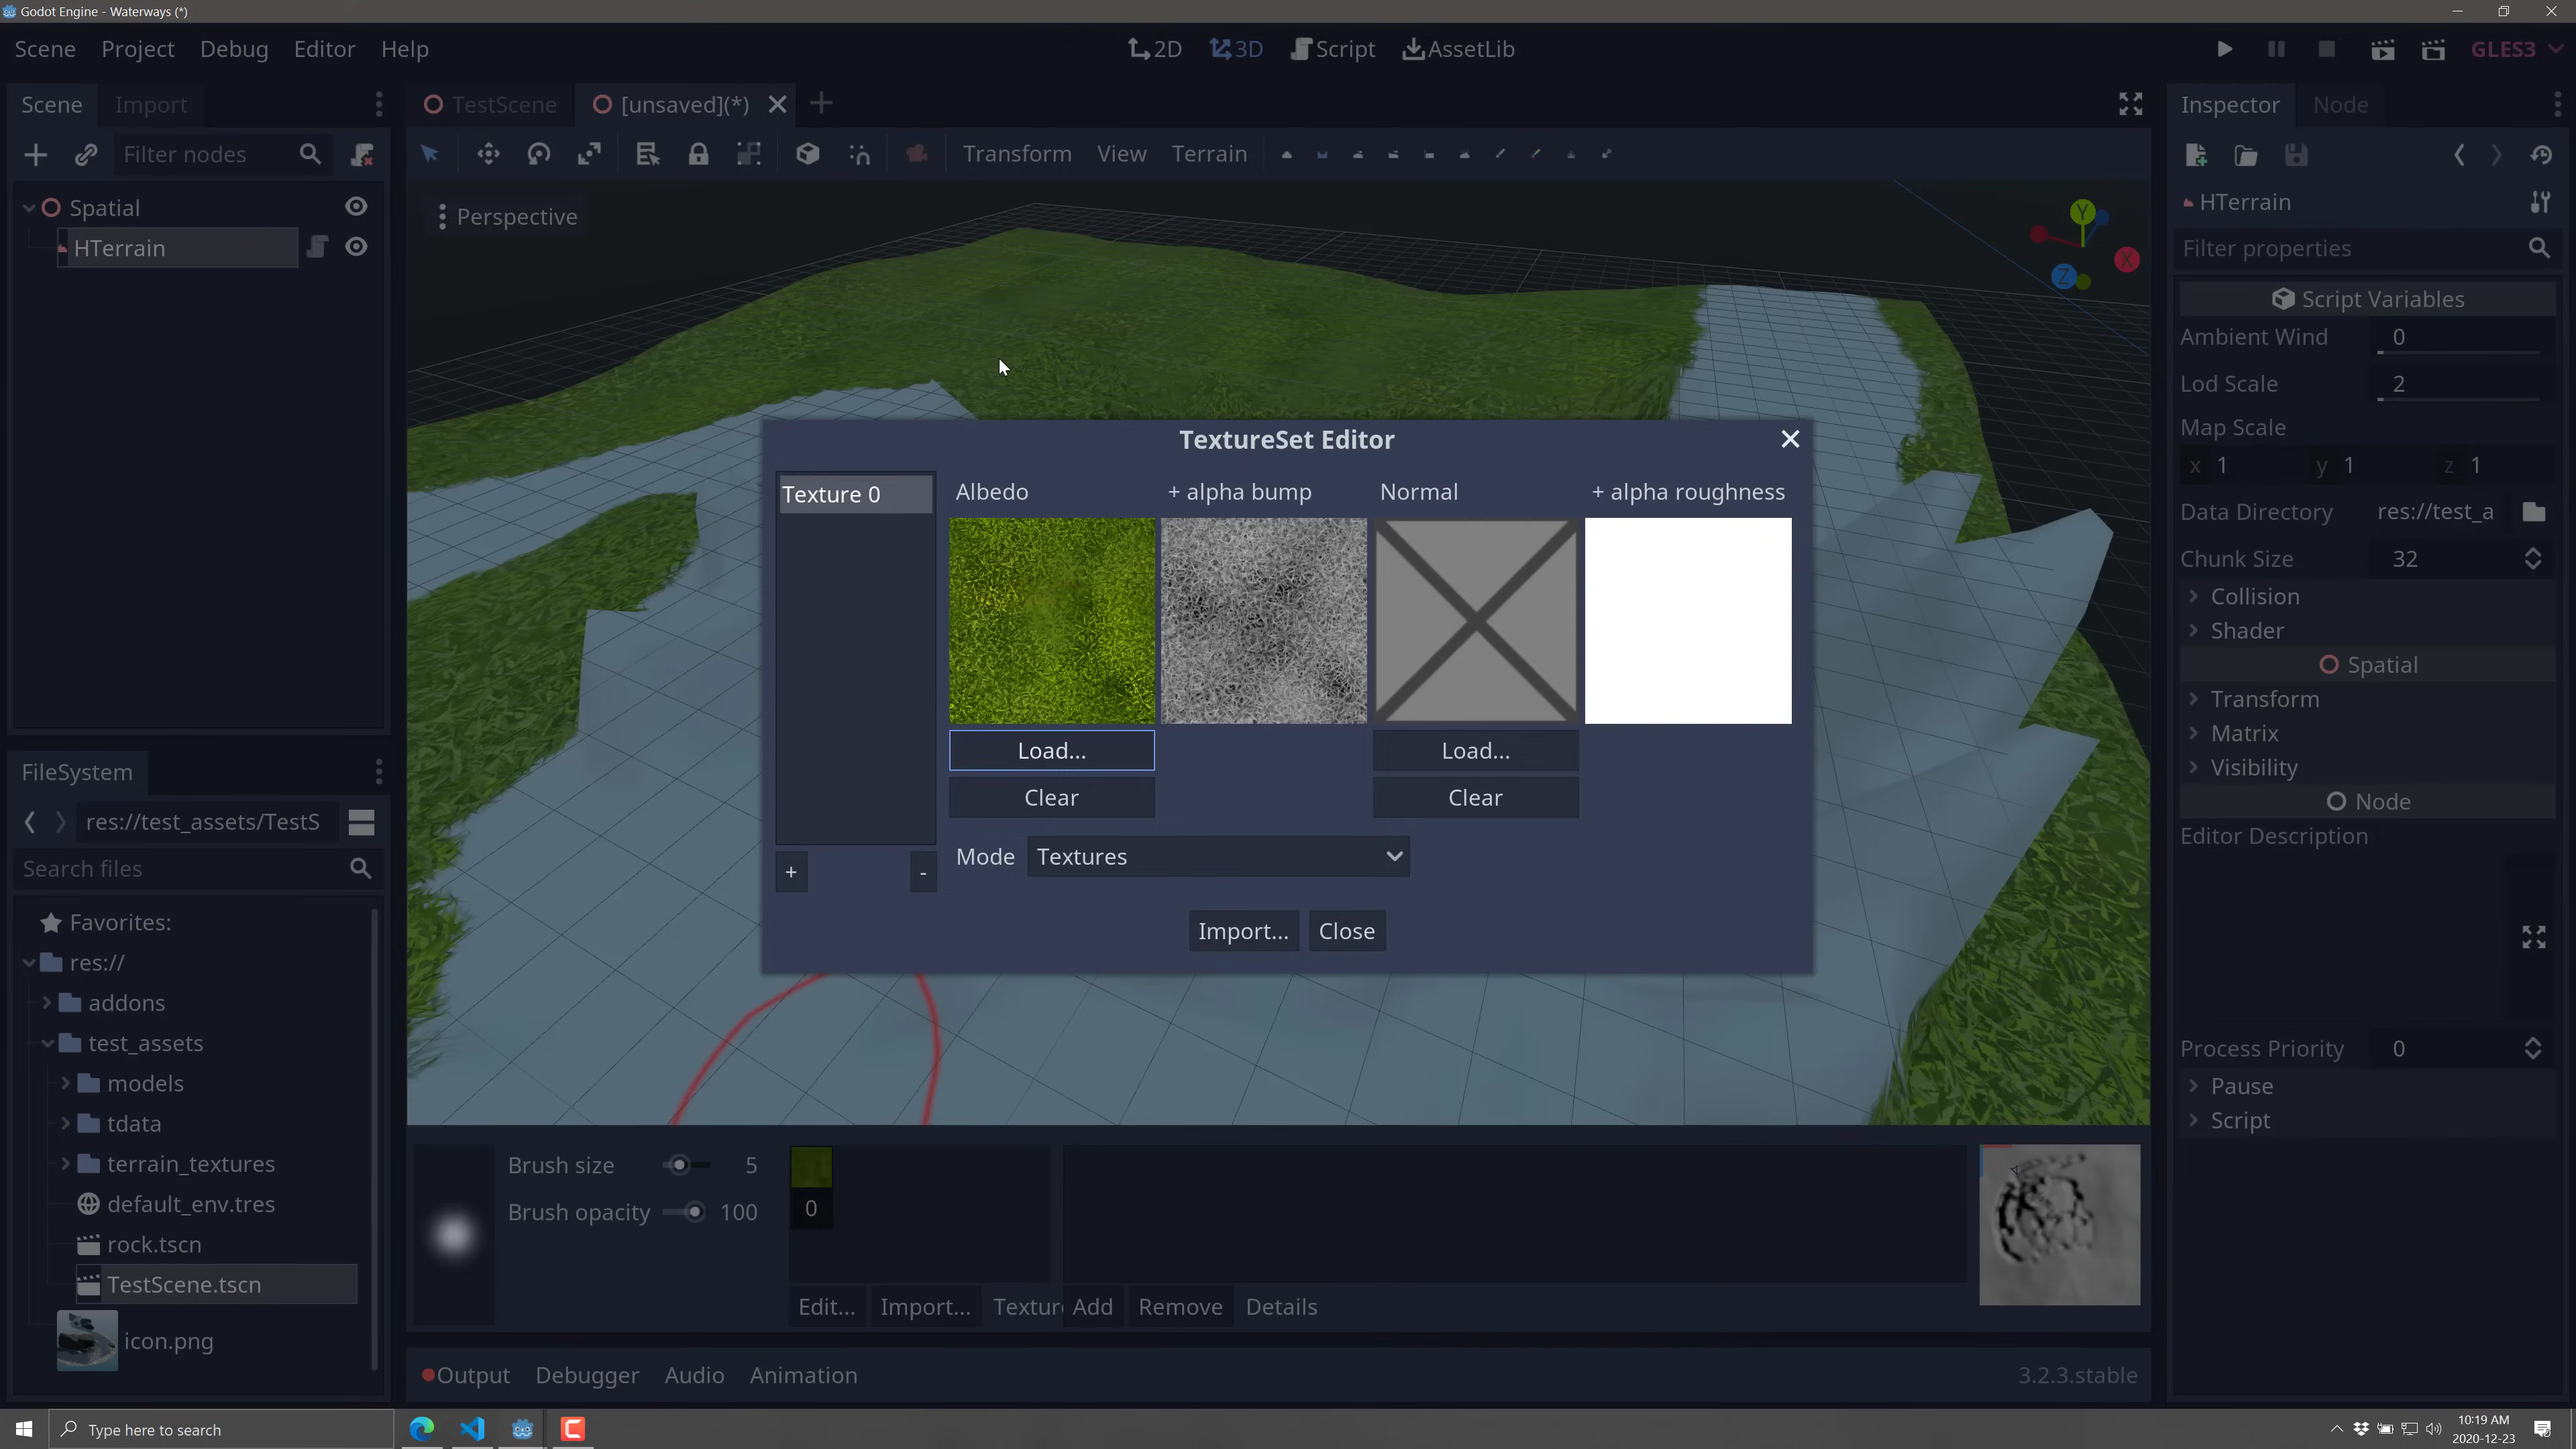 Godot Engine - Waterways (*)
Scene Project Debug Editor Help
2D 3D Script AssetLib
GLES3
Scene Import
TestScene [unsaved](*)
Inspector Node
Filter nodes
Transform View Terrain
Spatial
HTerrain
Perspective
Y
X
Z
HTerrain
Filter properties
Script Variables
Ambient Wind 0
Lod Scale 2
Map Scale
x 1 y 1 z 1
Data Directory res://test_a
Chunk Size 32
Collision
Shader
Spatial
Transform
Matrix
Visibility
Node
Editor Description
Process Priority 0
Pause
Script
TextureSet Editor
Texture 0
Albedo + alpha bump Normal + alpha roughness
Load... Load...
Clear Clear
Mode Textures
+ -
Import... Close
FileSystem
res://test_assets/TestS
Search files
Favorites:
res://
addons
test_assets
models
tdata
terrain_textures
default_env.tres
rock.tscn
TestScene.tscn
icon.png
Brush size 5
Brush opacity 100
0
Edit... Import... Textur Add Remove Details
Output Debugger Audio Animation
3.2.3.stable
Type here to search
10:19 AM
2020-12-23